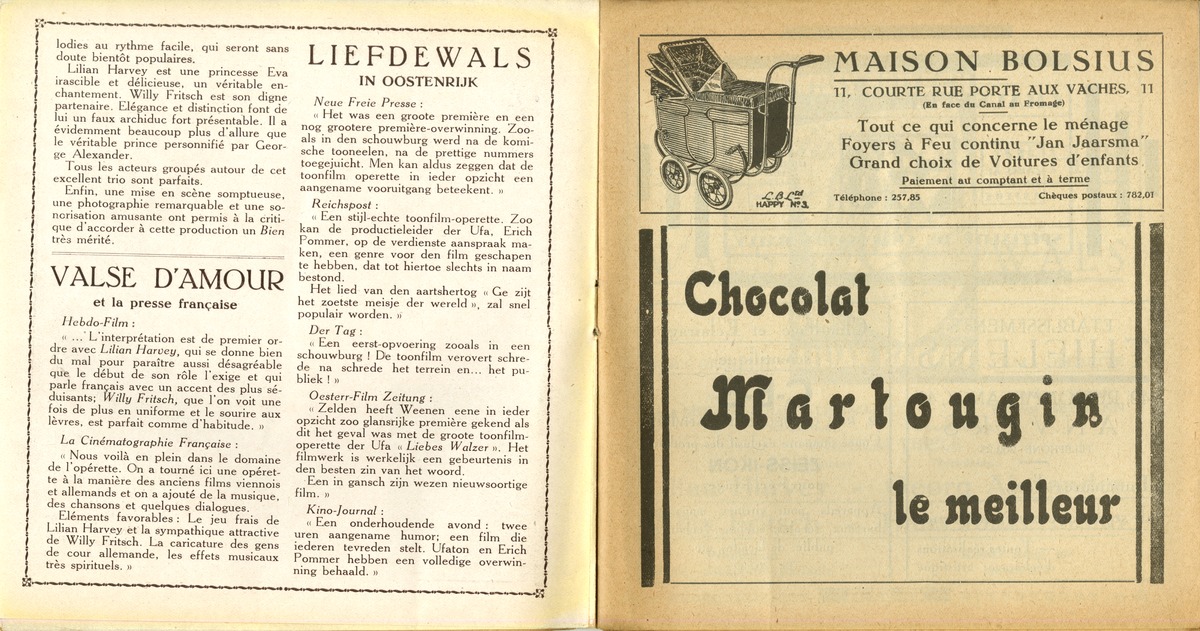 lodies au rythme facile, qui seront sans
doute bientôt populaires.
Lilian Harvey est une princesse Eva
irascible et délicieuse, un véritable en-
chantement. Willy Fritsch est son digne
partenaire. Elégance et distinction font de
lui un faux archiduc fort présentable. Il a
évidemment beaucoup plus d'allure que
le véritable prince personnifié par Geor-
ge Alexander.
Tous les acteurs groupés autour de cet
excellent trio sont parfaits.
Enfin, une mise en scène somptueuse,
une photographie remarquable et une so-
norisation amusante ont permis à la criti-
que d'accorder à cette production un Bien
très mérité.
VALSE D'AMOUR
et la presse française
Hebdo-Film :
« ...L'interprétation est de premier or-
dre avec Lilian Harvey, qui se donne bien
du mal pour paraître aussi désagréable
que le début de son rôle l'exige et qui
parle français avec un accent des plus sé-
duisants; Willy Fritsch, que l'on voit une
fois de plus en uniforme et le sourire aux
lèvres, est parfait comme d'habitude. »
La Cinématographie Française :
« Nous voilà en plein dans le domaine
de l'opérette. On a tourné ici une opéret-
te à la manière des anciens films viennois
et allemands et on a ajouté de la musique,
des chansons et quelques dialogues.
Eléments favorables : Le jeu frais de
Lilian Harvey et la sympathique attractive
de Willy Fritsch. La caricature des gens
de cour allemande, les effets musicaux
très spirituels. »
LIEFDEWALS
IN OOSTENRIJK
Neue Freie Presse :
« Het was een groote première en een
nog grootere première-overwinning. Zoo-
als in den schouwburg werd na de komi-
sche tooneelen, na de prettige nummers
toegejuicht. Men kan aldus zeggen dat de
toonfilm operette in ieder opzicht een
aangename vooruitgang beteekent. »
Reichspost :
« Een stijl-echte toonfilm-operette. Zoo
kan de productieleider der Ufa, Erich
Pommer, op de verdienste aanspraak ma-
ken, een genre voor den film geschapen
te hebben, dat tot hiertoe slechts in naam
bestond.
Het lied van den aartshertog « Ge zijt
het zoetste meisje der wereld », zal snel
populair worden. »
Der Tag :
« Een eerst-opvoering zooals in een
schouwburg ! De toonfilm verovert schre-
de na schrede het terrein en... het pu-
bliek ! »
Oesterr-Film Zeitung :
« Zelden heeft Weenen eene in ieder
opzicht zoo glansrijke première gekend als
dit het geval was met de groote toonfilm-
operette der Ufa « Liebes Walzer ». Het
filmwerk is werkelijk een gebeurtenis in
den besten zin van het woord.
Een in gansch zijn wezen nieuwsoortige
film. »
Kino-Journal :
« Een onderhoudende avond : twee
uren aangename humor; een film die
iederen tevreden stelt. Ufaton en Erich
Pommer hebben een volledige overwin-
ning behaald. »
MAISON BOLSIUS
11, COURTE RUE PORTE AUX VACHES, 11
(En face du Canal au Fromage)
Tout ce qui concerne le ménage
Foyers à Feu continu "Jan Jaarsma"
Grand choix de Voitures d'enfants
Paiement au comptant et à terme
Téléphone : 257,85 Chèques postaux : 782,01
L.B. Ltd
HAPPY No 3.
Chocolat
Martougin
le meilleur